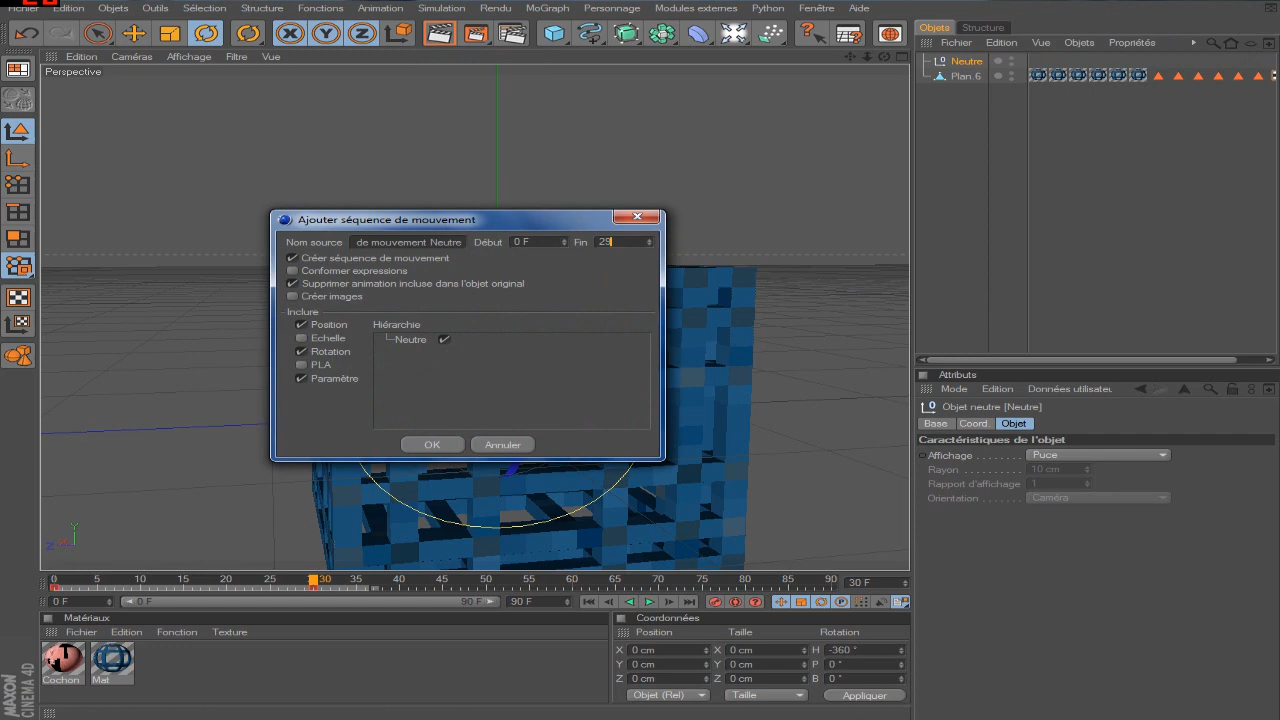 Edition Objets Outils Sélection Structure Fonctions Animation Simulation Rendu MoGraph Personnage Modules externes Python Fenêtre Aide
Objets Structure
Edition Caméras Affichage Filtre Vue
Fichier Edition Vue Objets Propriétés
Perspective
Neutre
Plan.6
Ajouter séquence de mouvement
Nom source de mouvement Neutre Début 0 F Fin 29
Créer séquence de mouvement
Conformer expressions
Supprimer animation incluse dans l'objet original
Créer images
Inclure
Position Hiérarchie
Echelle Neutre
Rotation
PLA
Paramètre
OK Annuler
Attributs
Mode Edition Données utilisateu
Objet neutre [Neutre]
Base Coord. Objet
Caractéristiques de l'objet
Affichage Puce
Rayon 10 cm
Rapport d'affichage 1
Orientation Caméra
Y
Z X
0 5 10 15 20 25 30 35 40 45 50 55 60 65 70 75 80 85 90 30 F
0 F 0 F 90 F 90 F
Matériaux
Fichier Edition Fonction Texture
Cochon Mat
Coordonnées
Position Taille Rotation
X 0 cm X 0 cm H -360 °
Y 0 cm Y 0 cm P 0 °
Z 0 cm Z 0 cm B 0 °
Objet (Rel) Taille Appliquer
MAXON
CINEMA 4D